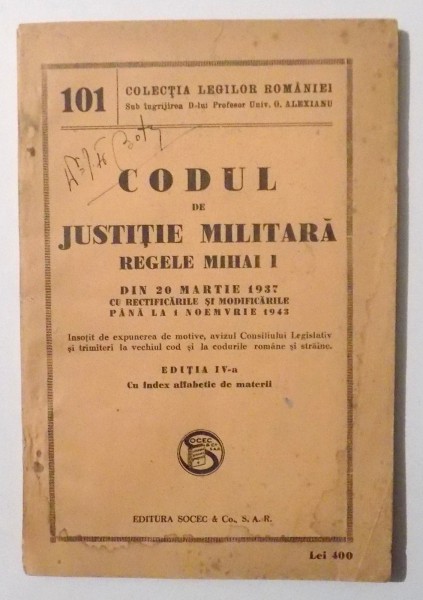 101
COLECȚIA LEGILOR ROMÂNIEI
Sub îngrijirea D-lui Profesor Univ. G. ALEXIANU
CODUL
DE
JUSTIȚIE MILITARĂ
REGELE MIHAI I
DIN 20 MARTIE 1937
CU RECTIFICĂRILE ȘI MODIFICĂRILE
PÂNĂ LA 1 NOEMVRIE 1943
Însoțit de expunerea de motive, avizul Consiliului Legislativ
și trimiteri la vechiul cod și la codurile române și străine.
EDIȚIA IV-a
Cu index alfabetic de materii
SOCEC
EDITURA SOCEC & Co., S. A. R.
Lei 400